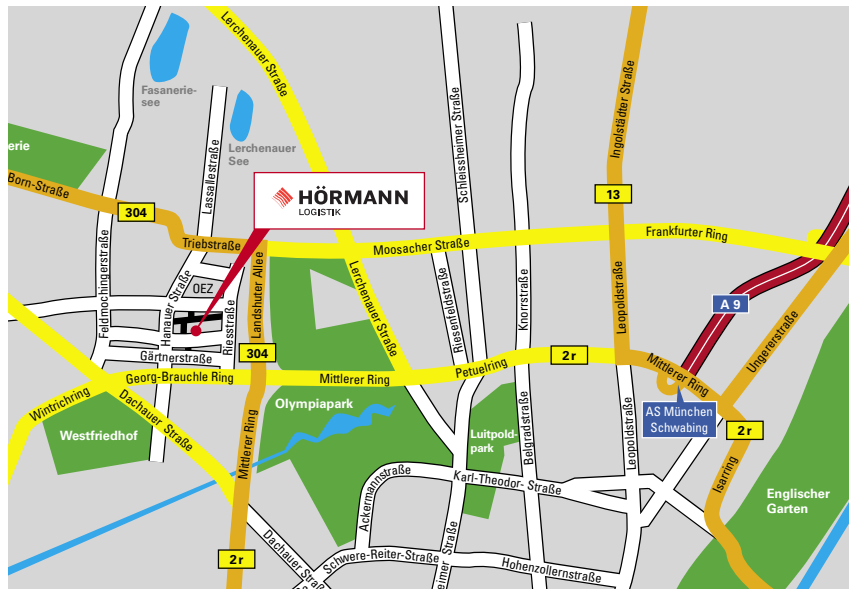 Lerchenauer Straße
Fasanerie-
see
Lerchenauer
See
erie
Born-Straße
304
Lassallestraße
HÖRMANN
LOGISTIK
Schleissheimer Straße
Ingolstädter Straße
13
Triebstraße
Moosacher Straße
Frankfurter Ring
Feldmochingerstraße
Hanauer Straße
OEZ
Riesstraße
Landshuter Allee
Lerchenauer Straße
Riesenfeldstraße
Knorrstraße
Leopoldstraße
A 9
Ungererstraße
Gärtnerstraße
304
Georg-Brauchle Ring
Mittlerer Ring
Petuelring
2 r
Mittlerer Ring
AS München
Schwabing
Wintrichring
Dachauer Straße
Westfriedhof
Olympiapark
Luitpold-
park
Belgradstraße
Leopoldstraße
2 r
Isarring
Mittlerer Ring
Ackermannstraße
Karl-Theodor- Straße
Englischer
Garten
2 r
Dachauer Straße
Schwere-Reiter-Straße
eimer Straße
Hohenzollernstraße